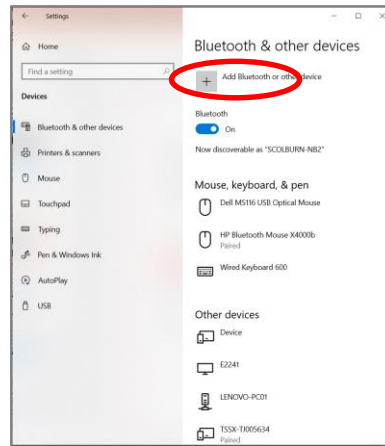 Settings
Home
Find a setting
Devices
Bluetooth & other devices
Printers & scanners
Mouse
Touchpad
Typing
Pen & Windows Ink
AutoPlay
USB
Bluetooth & other devices
Add Bluetooth or other device
Bluetooth
On
Now discoverable as "SCOLBURN-NB2"
Mouse, keyboard, & pen
Dell MS116 USB Optical Mouse
HP Bluetooth Mouse X4000b
Paired
Wired Keyboard 600
Other devices
Device
E2241
LENOVO-PC01
TSSX-TJ005634
Paired